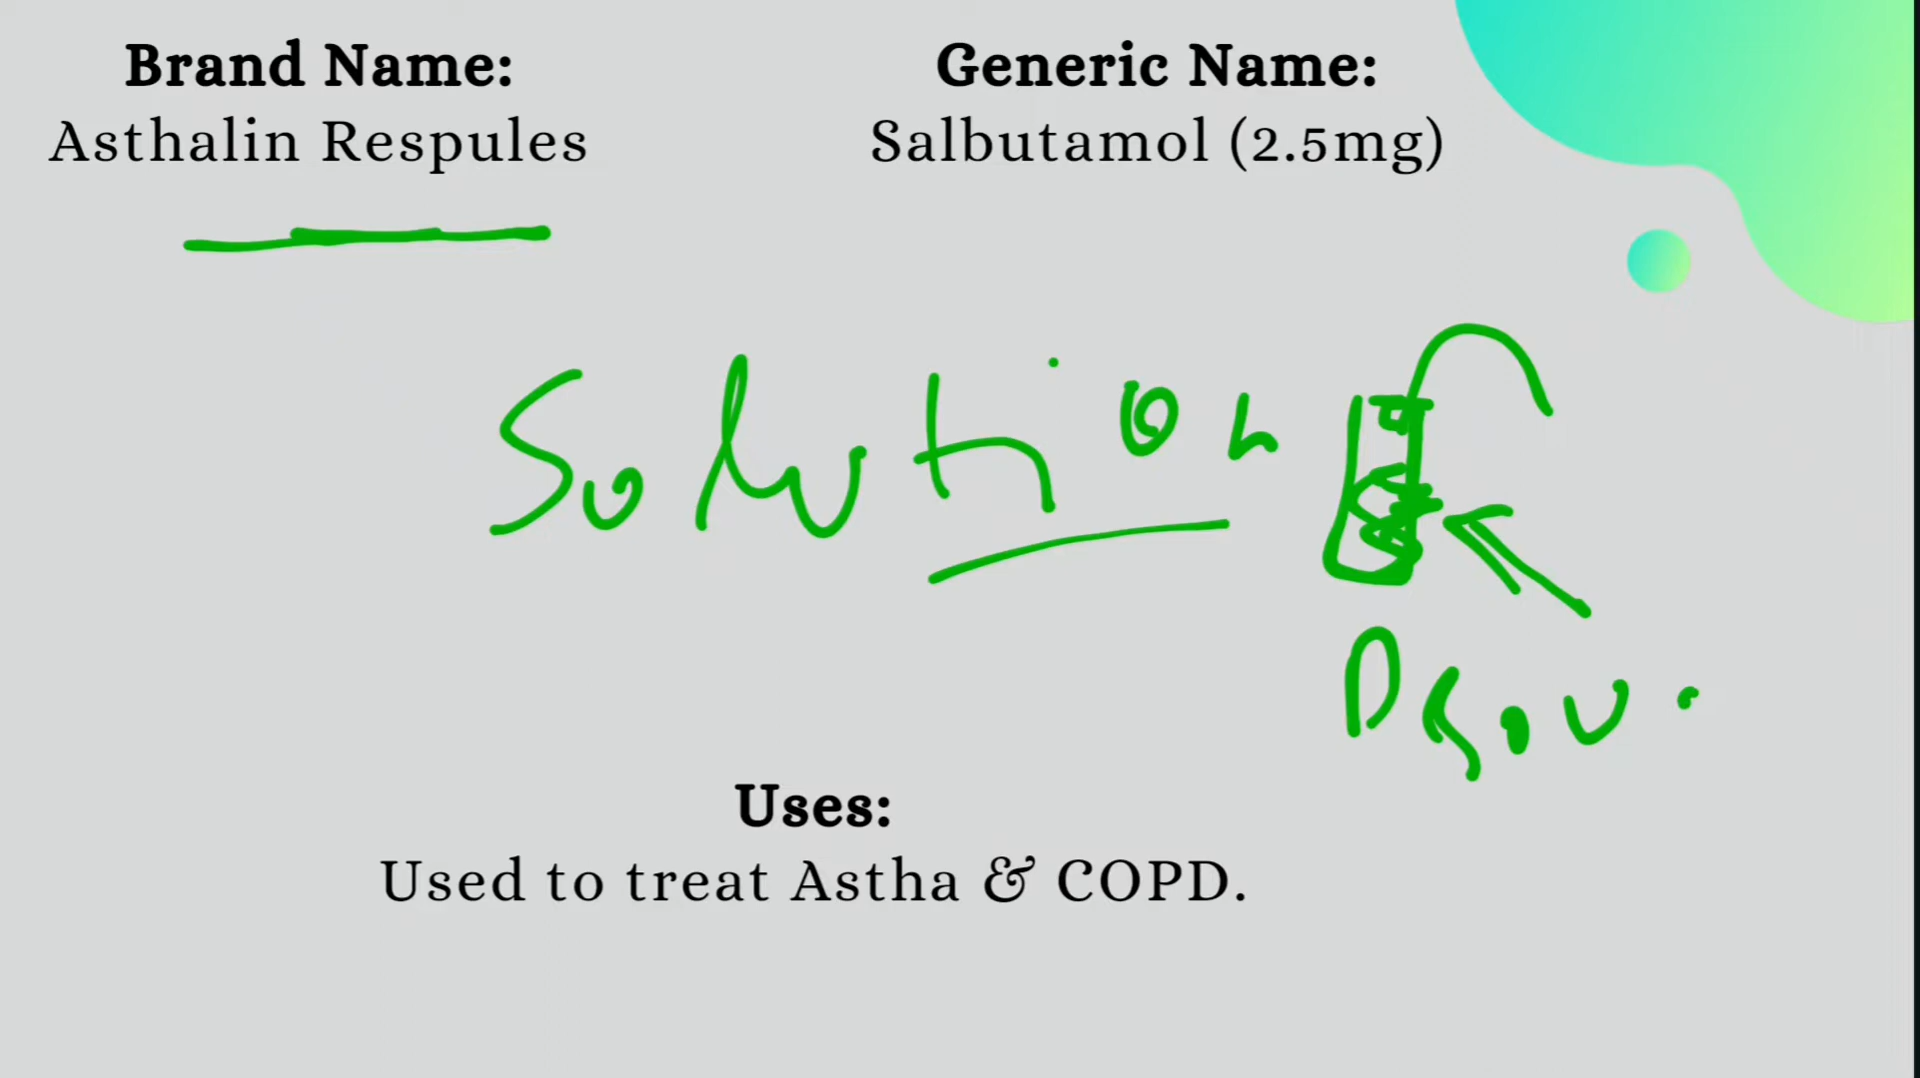 Brand Name:
Asthalin Respules
Generic Name:
Salbutamol (2.5mg)
Solution
Uses:
Used to treat Astha & COPD.